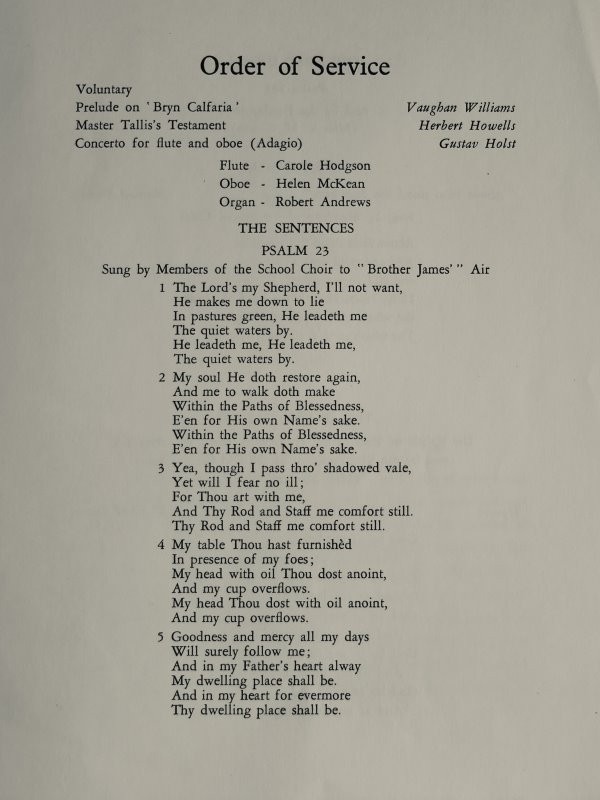 Order of Service
Voluntary
Prelude on 'Bryn Calfaria' Vaughan Williams
Master Tallis's Testament Herbert Howells
Concerto for flute and oboe (Adagio) Gustav Holst
Flute - Carole Hodgson
Oboe - Helen McKean
Organ - Robert Andrews
THE SENTENCES
PSALM 23
Sung by Members of the School Choir to "Brother James'" Air
1 The Lord's my Shepherd, I'll not want,
He makes me down to lie
In pastures green, He leadeth me
The quiet waters by.
He leadeth me, He leadeth me,
The quiet waters by.
2 My soul He doth restore again,
And me to walk doth make
Within the Paths of Blessedness,
E'en for His own Name's sake.
Within the Paths of Blessedness,
E'en for His own Name's sake.
3 Yea, though I pass thro' shadowed vale,
Yet will I fear no ill;
For Thou art with me,
And Thy Rod and Staff me comfort still.
Thy Rod and Staff me comfort still.
4 My table Thou hast furnishèd
In presence of my foes;
My head with oil Thou dost anoint,
And my cup overflows.
My head Thou dost with oil anoint,
And my cup overflows.
5 Goodness and mercy all my days
Will surely follow me;
And in my Father's heart alway
My dwelling place shall be.
And in my heart for evermore
Thy dwelling place shall be.